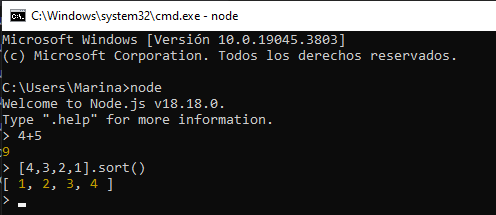 C:\Windows\system32\cmd.exe - node
Microsoft Windows [Versión 10.0.19045.3803]
(c) Microsoft Corporation. Todos los derechos reservados.
C:\Users\Marina>node
Welcome to Node.js v18.18.0.
Type ".help" for more information.
> 4+5
9
> [4,3,2,1].sort()
[ 1, 2, 3, 4 ]
>